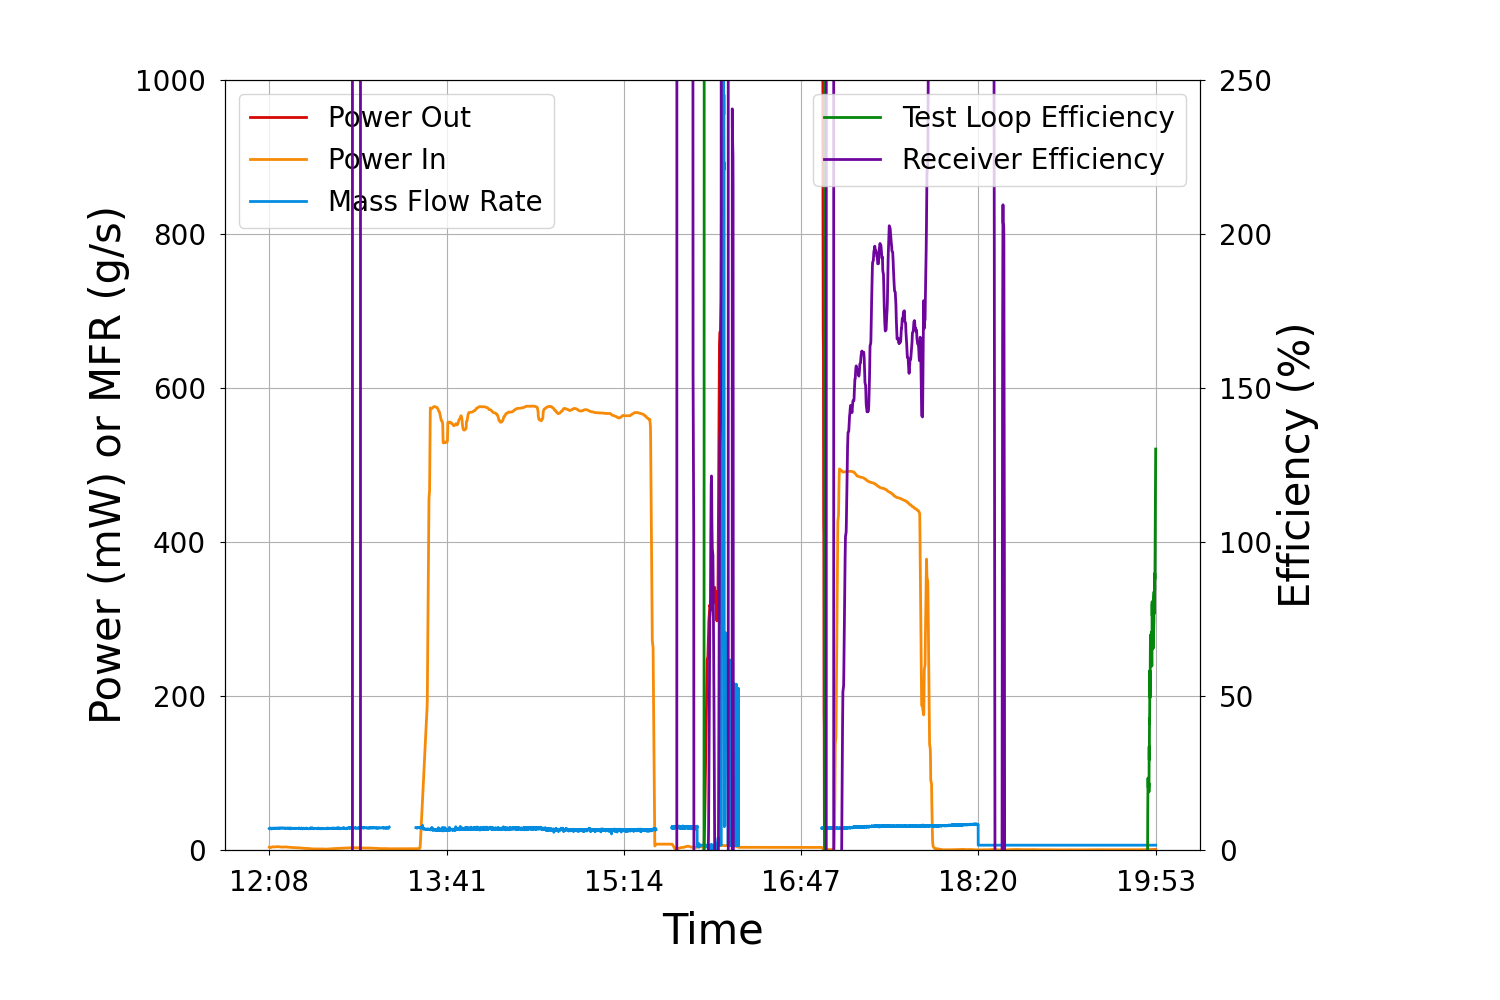 1000
800
600
400
200
0
Power (mW) or MFR (g/s)
Power Out
Power In
Mass Flow Rate
Test Loop Efficiency
Receiver Efficiency
250
200
150
100
50
0
Efficiency (%)
12:08 13:41 15:14 16:47 18:20 19:53
Time